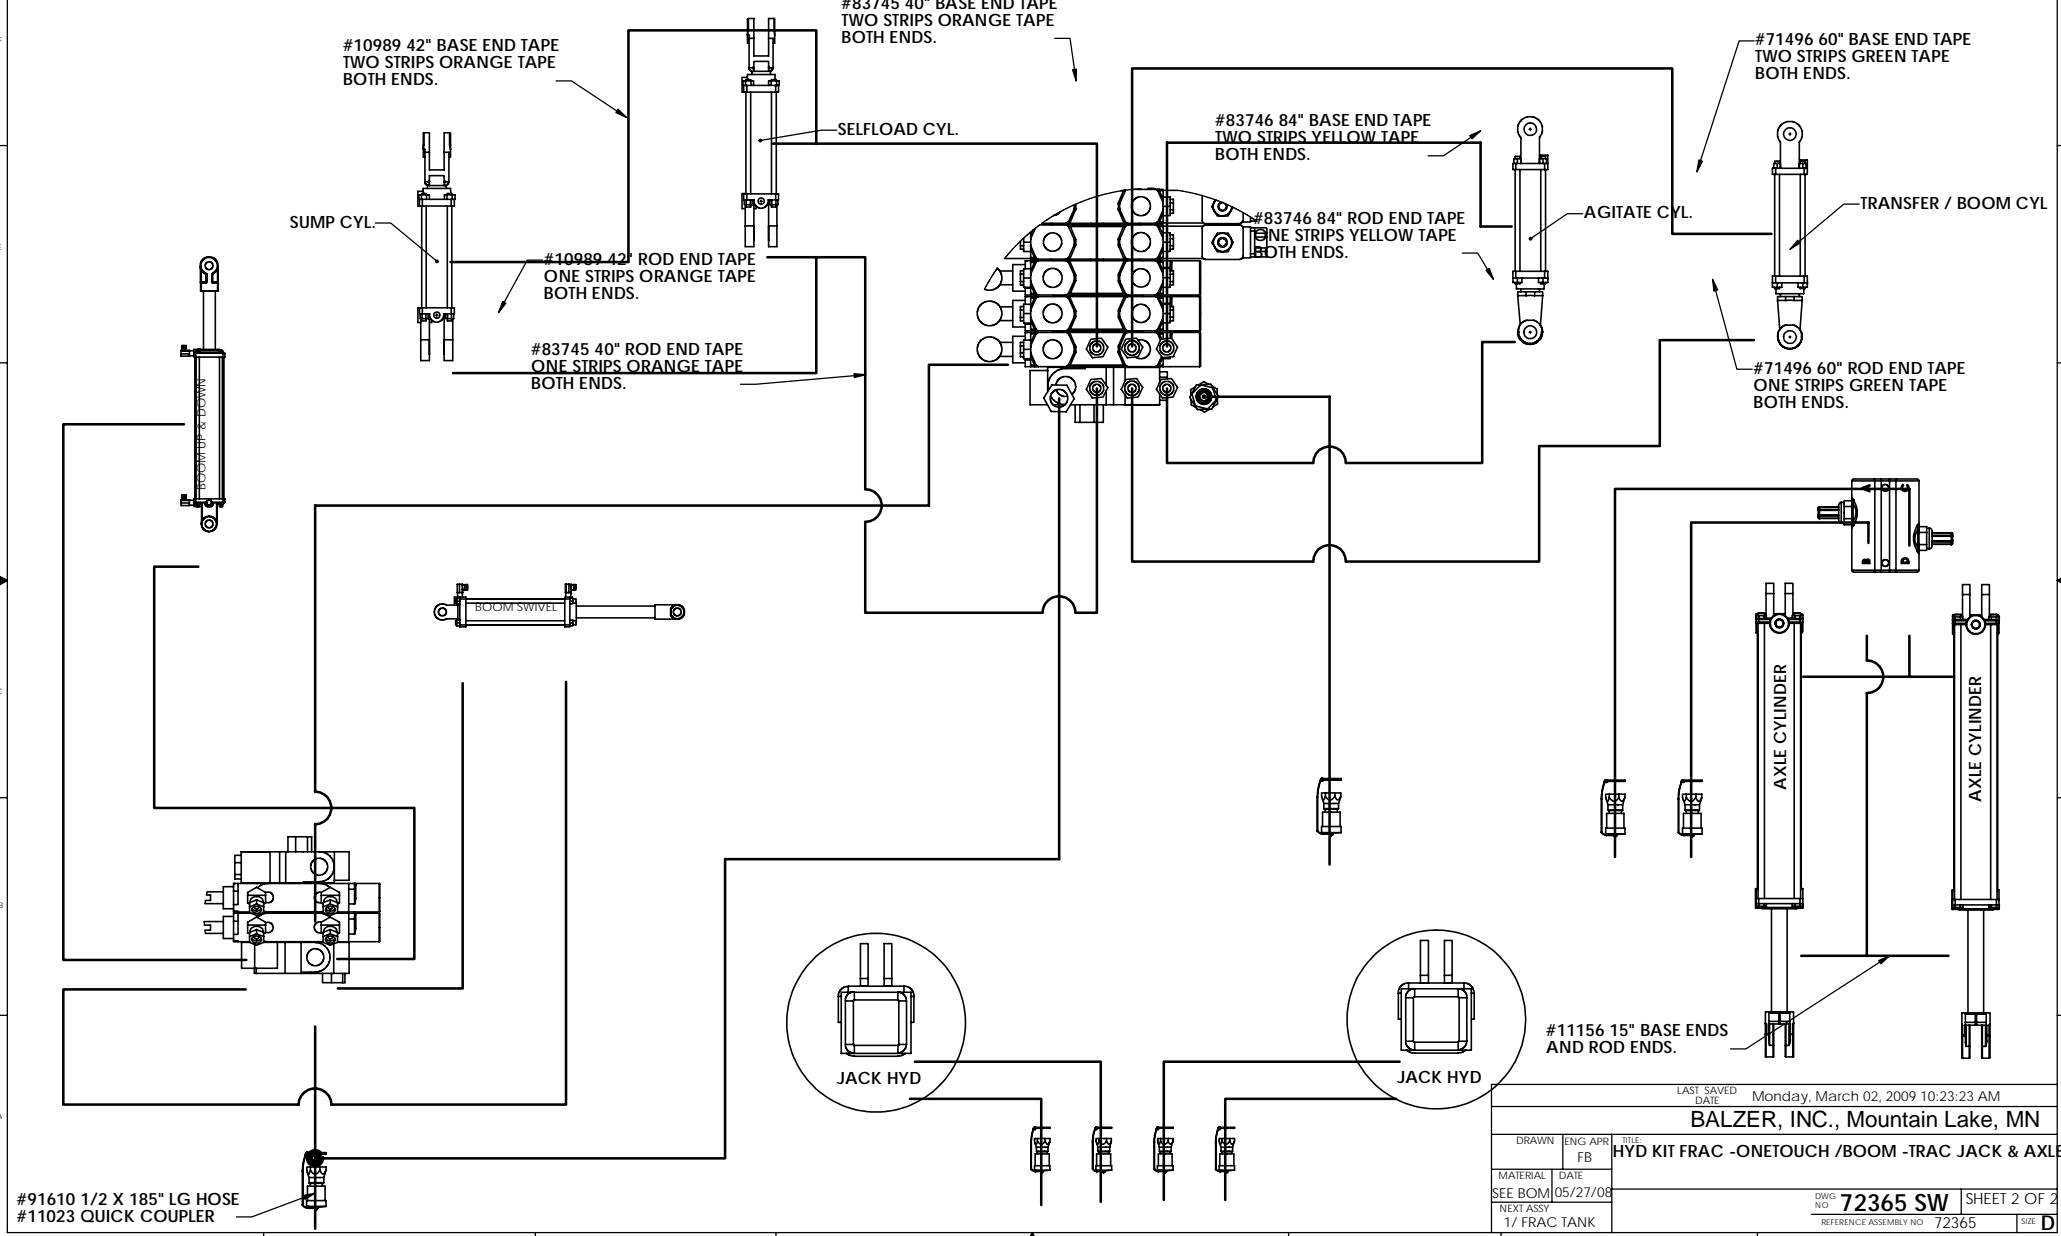 #83745 40" BASE END TAPE
TWO STRIPS ORANGE TAPE
BOTH ENDS.
#10989 42" BASE END TAPE
TWO STRIPS ORANGE TAPE
BOTH ENDS.
#71496 60" BASE END TAPE
TWO STRIPS GREEN TAPE
BOTH ENDS.
SELFLOAD CYL.
#83746 84" BASE END TAPE
TWO STRIPS YELLOW TAPE
BOTH ENDS.
SUMP CYL.
#83746 84" ROD END TAPE
ONE STRIPS YELLOW TAPE
BOTH ENDS.
AGITATE CYL.
TRANSFER / BOOM CYL
#10989 42" ROD END TAPE
ONE STRIPS ORANGE TAPE
BOTH ENDS.
#83745 40" ROD END TAPE
ONE STRIPS ORANGE TAPE
BOTH ENDS.
#71496 60" ROD END TAPE
ONE STRIPS GREEN TAPE
BOTH ENDS.
BOOM UP & DOWN
A
C
B
D
BOOM SWIVEL
AXLE CYLINDER
AXLE CYLINDER
JACK HYD
JACK HYD
#11156 15" BASE ENDS
AND ROD ENDS.
#91610 1/2 X 185" LG HOSE
#11023 QUICK COUPLER
LAST SAVED DATE Monday, March 02, 2009 10:23:23 AM
BALZER, INC., Mountain Lake, MN
DRAWN
ENG APR
FB
TITLE:
HYD KIT FRAC -ONETOUCH /BOOM -TRAC JACK & AXLE
MATERIAL
SEE BOM
DATE
05/27/08
NEXT ASSY
1/ FRAC TANK
DWG NO 72365 SW
SHEET 2 OF 2
REFERENCE ASSEMBLY NO 72365
SIZE D